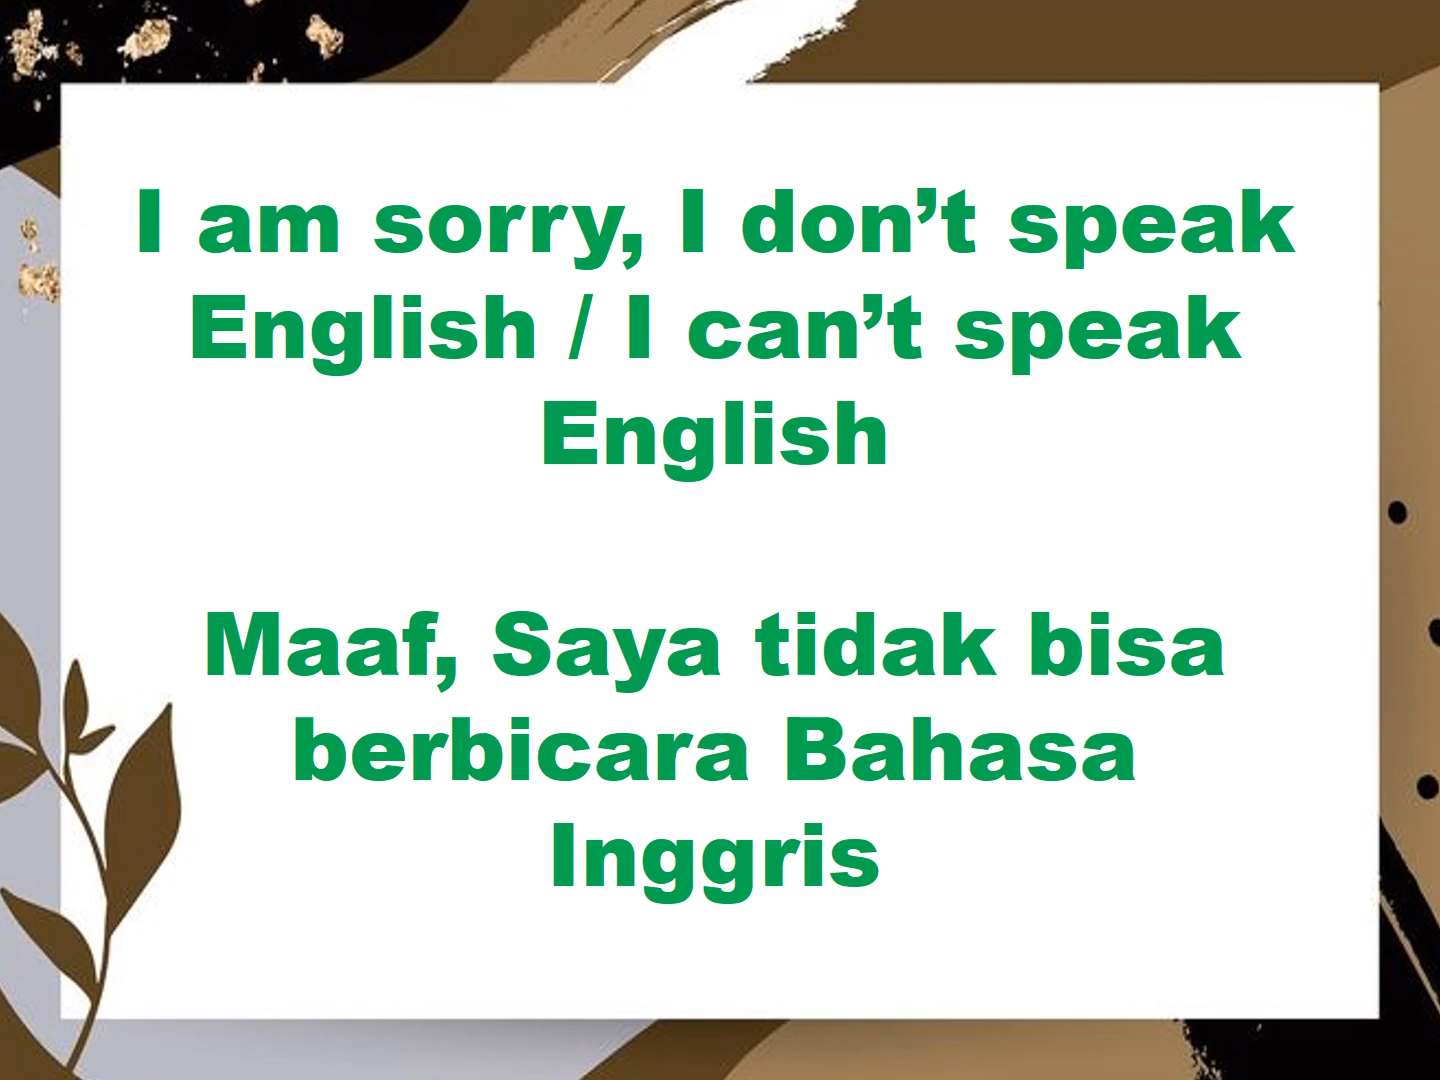 I am sorry, I don’t speak
English / I can’t speak
English
Maaf, Saya tidak bisa
berbicara Bahasa
Inggris